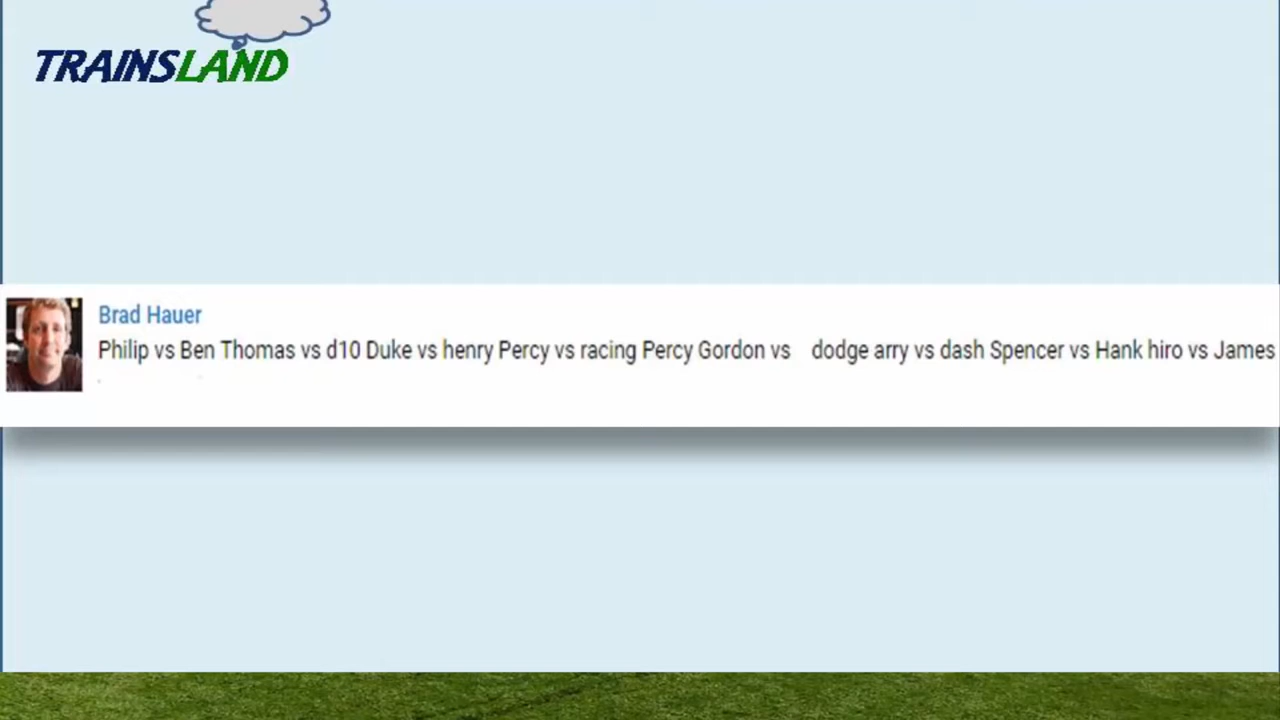 TRAINSLAND
Brad Hauer
Philip vs Ben Thomas vs d10 Duke vs henry Percy vs racing Percy Gordon vs dodge arry vs dash Spencer vs Hank hiro vs James